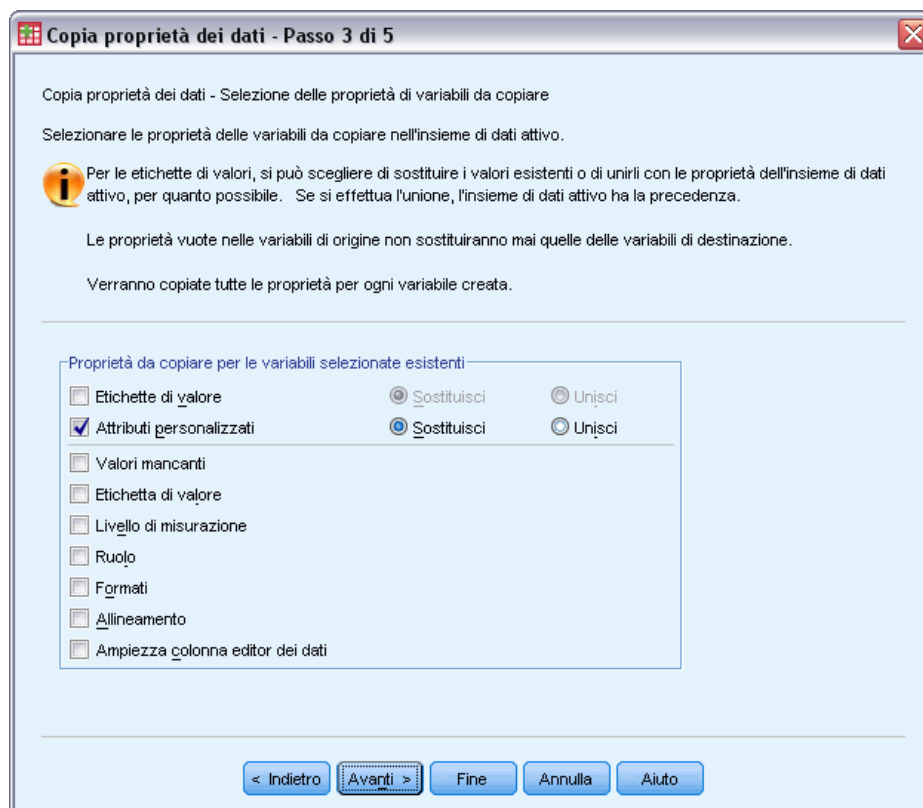 Copia proprietà dei dati - Passo 3 di 5
Copia proprietà dei dati - Selezione delle proprietà di variabili da copiare
Selezionare le proprietà delle variabili da copiare nell'insieme di dati attivo.
Per le etichette di valori, si può scegliere di sostituire i valori esistenti o di unirli con le proprietà dell'insieme di dati
attivo, per quanto possibile. Se si effettua l'unione, l'insieme di dati attivo ha la precedenza.
Le proprietà vuote nelle variabili di origine non sostituiranno mai quelle delle variabili di destinazione.
Verranno copiate tutte le proprietà per ogni variabile creata.
Proprietà da copiare per le variabili selezionate esistenti
Etichette di valore Sostituisci Unisci
Attributi personalizzati Sostituisci Unisci
Valori mancanti
Etichetta di valore
Livello di misurazione
Ruolo
Formati
Allineamento
Ampiezza colonna editor dei dati
< Indietro Avanti > Fine Annulla Aiuto